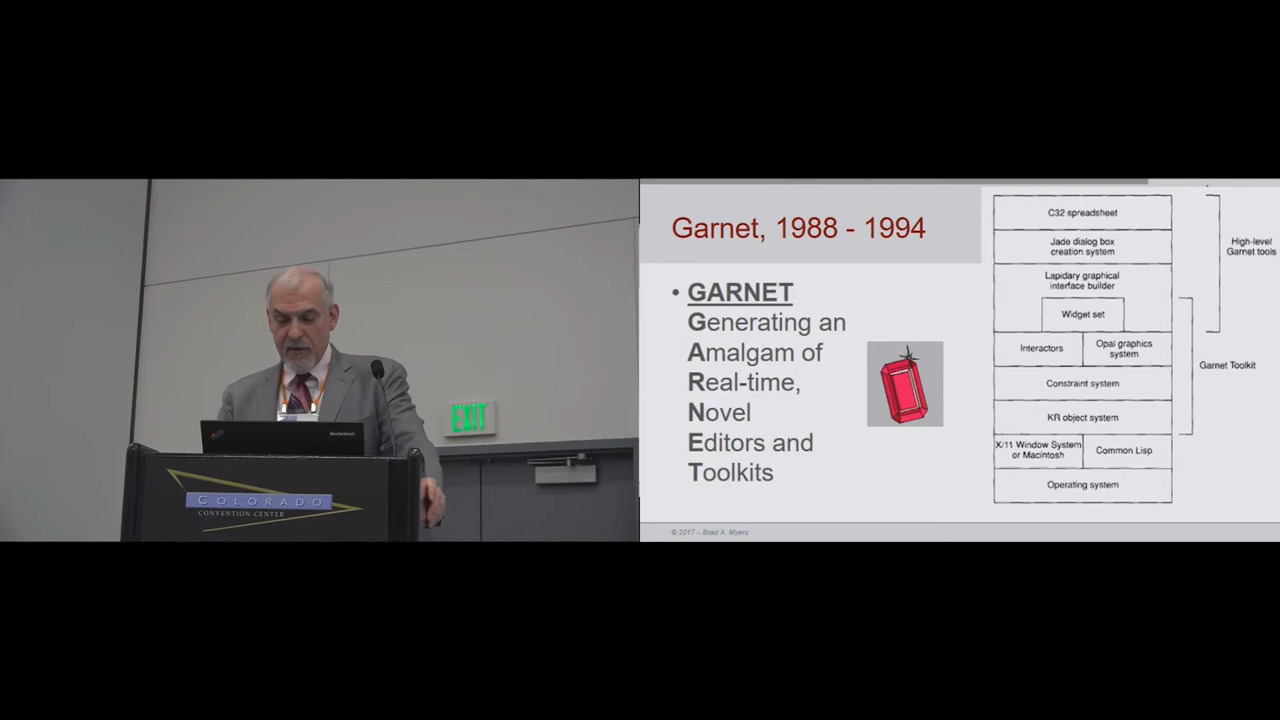 EXIT
lenovo
COLORADO
CONVENTION CENTER
Garnet, 1988 - 1994
• GARNET
Generating an
Amalgam of
Real-time,
Novel
Editors and
Toolkits
C32 spreadsheet
Jade dialog box
creation system
Lapidary graphical
interface builder
Widget set
Interactors
Opal graphics
system
Constraint system
KR object system
X/11 Window System
or Macintosh
Common Lisp
Operating system
High-level
Garnet tools
Garnet Toolkit
© 2017 – Brad A. Myers